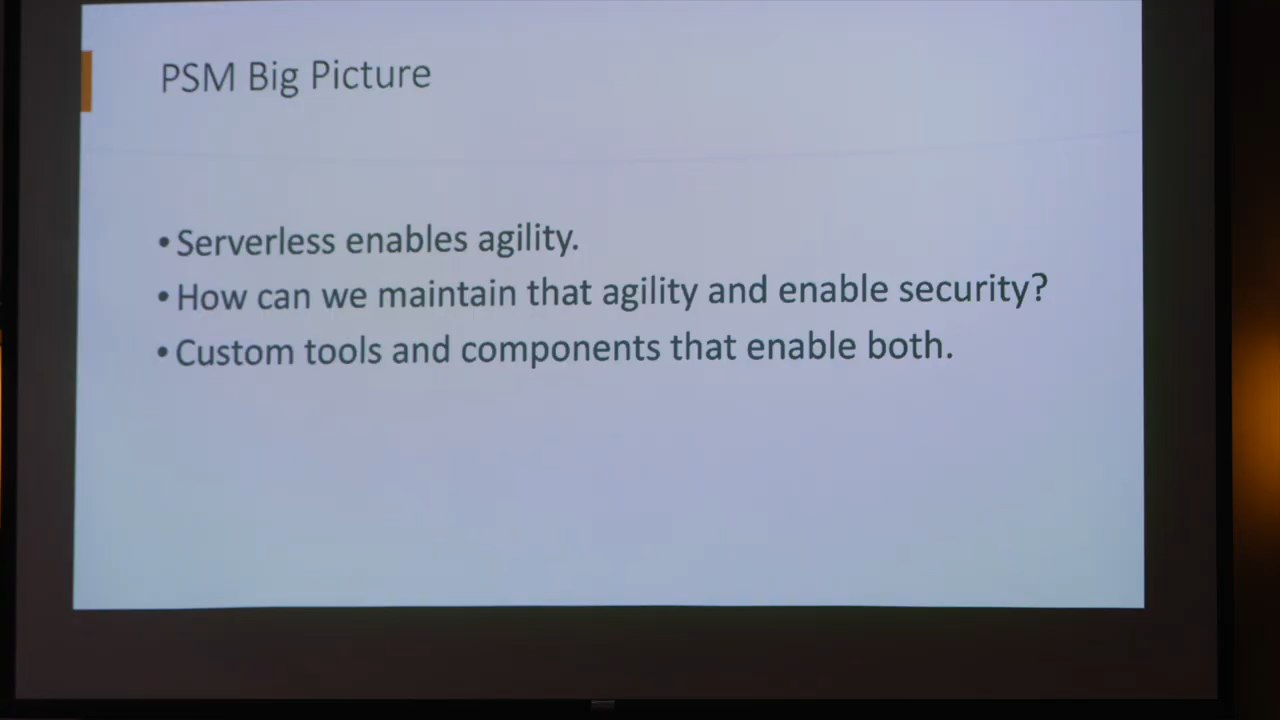 PSM Big Picture
• Serverless enables agility.
• How can we maintain that agility and enable security?
• Custom tools and components that enable both.